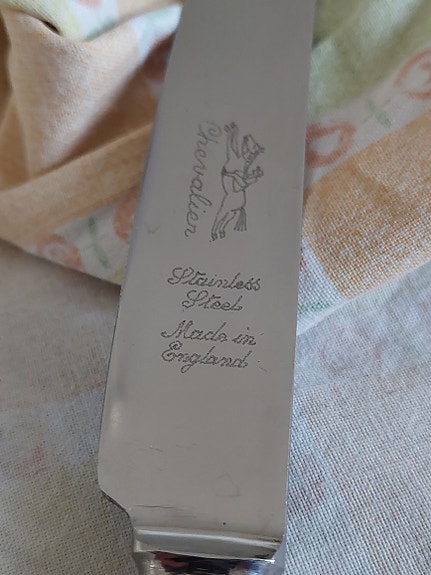 Chevalier
Stainless
Steel
Made in
England